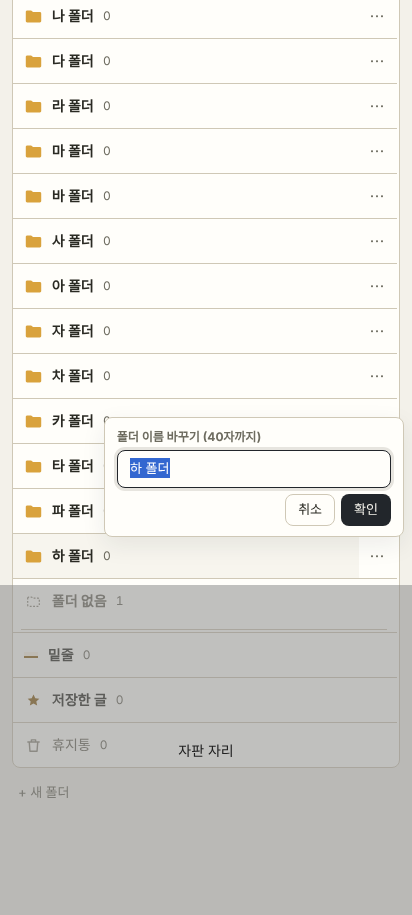 나 폴더 0 ···
다 폴더 0 ···
라 폴더 0 ···
마 폴더 0 ···
바 폴더 0 ···
사 폴더 0 ···
아 폴더 0 ···
자 폴더 0 ···
차 폴더 0 ···
카 폴더
폴더 이름 바꾸기 (40자까지)
하 폴더
타 폴더
취소 확인
파 폴더
하 폴더 0 ···
폴더 없음 1
밑줄 0
저장한 글 0
휴지통 0
자판 자리
+ 새 폴더